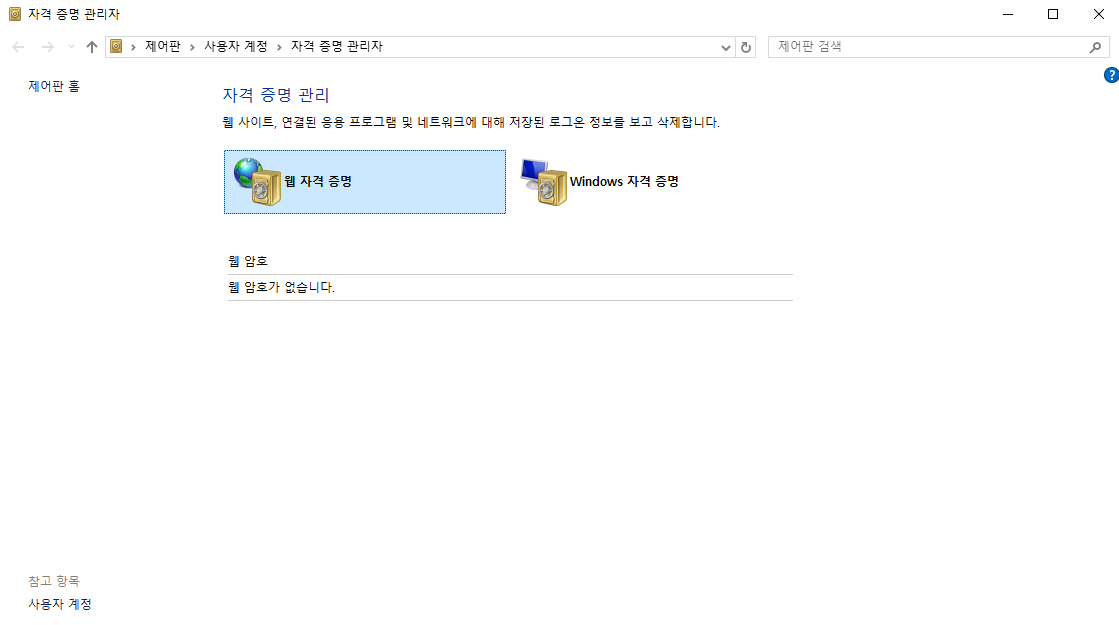 자격 증명 관리자
제어판 › 사용자 계정 › 자격 증명 관리자
제어판 검색
?
제어판 홈
자격 증명 관리
웹 사이트, 연결된 응용 프로그램 및 네트워크에 대해 저장된 로그온 정보를 보고 삭제합니다.
웹 자격 증명
Windows 자격 증명
웹 암호
웹 암호가 없습니다.
참고 항목
사용자 계정